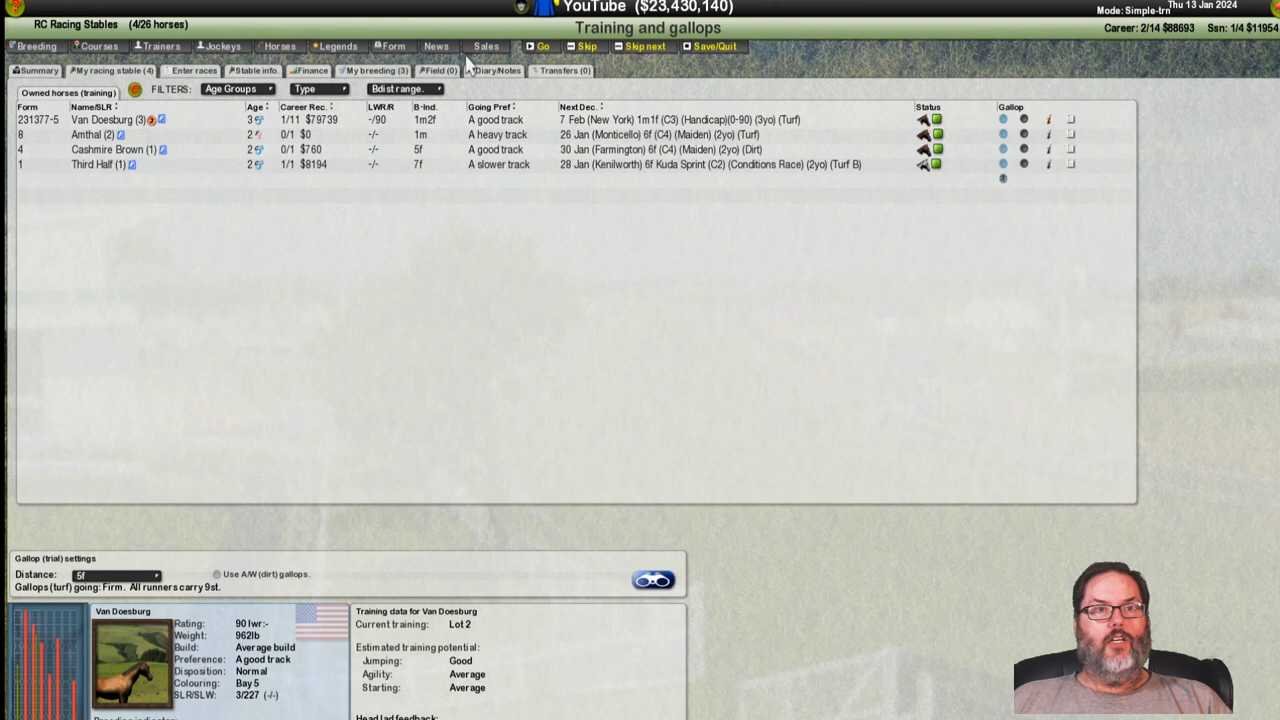 YouTube ($23,430,140)
Mode: Simple-trn
Thu 13 Jan 2024
RC Racing Stables (4/26 horses)
Training and gallops
Career: 2/14 $88693 Ssn: 1/4 $11954
Breeding Courses Trainers Jockeys Horses Legends Form News Sales Go Skip Skip next Save/Quit
Summary My racing stable (4) Enter races Stable info. Finance My breeding (3) Field (0) Diary/Notes Transfers (0)
Owned horses (training) FILTERS: Age Groups Type Bdist range.
Form Name/SLR Age Career Rec. LWR/R B-Ind. Going Pref Next Dec. Status Gallop
231377-5 Van Doesburg (3) 3 1/11 $79739 -/90 1m2f A good track 7 Feb (New York) 1m1f (C3) (Handicap)(0-90) (3yo) (Turf)
8 Amthal (2) 2 0/1 $0 -/- 1m A heavy track 26 Jan (Monticello) 6f (C4) (Maiden) (2yo) (Turf)
4 Cashmire Brown (1) 2 0/1 $760 -/- 5f A good track 30 Jan (Farmington) 6f (C4) (Maiden) (2yo) (Dirt)
1 Third Half (1) 2 1/1 $8194 -/- 7f A slower track 28 Jan (Kenilworth) 6f Kuda Sprint (C2) (Conditions Race) (2yo) (Turf B)
Gallop (trial) settings
Distance: 5f Use A/W (dirt) gallops.
Gallops (turf) going: Firm. All runners carry 9st.
Van Doesburg
Rating: 90 lwr:-
Weight: 962lb
Build: Average build
Preference: A good track
Disposition: Normal
Colouring: Bay 5
SLR/SLW: 3/227 (-/-)
Training data for Van Doesburg
Current training: Lot 2
Estimated training potential:
Jumping: Good
Agility: Average
Starting: Average
Head lad feedback: